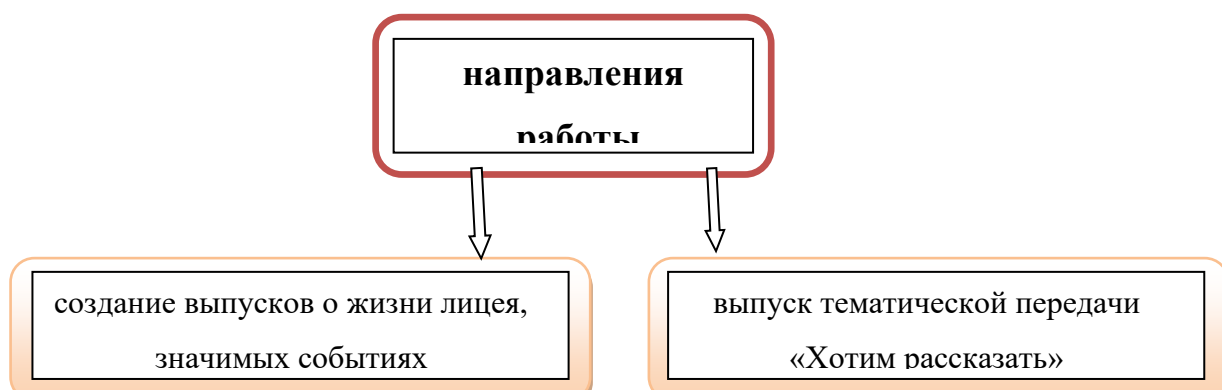 направления
работы
создание выпусков о жизни лицея,
значимых событиях
выпуск тематической передачи
«Хотим рассказать»